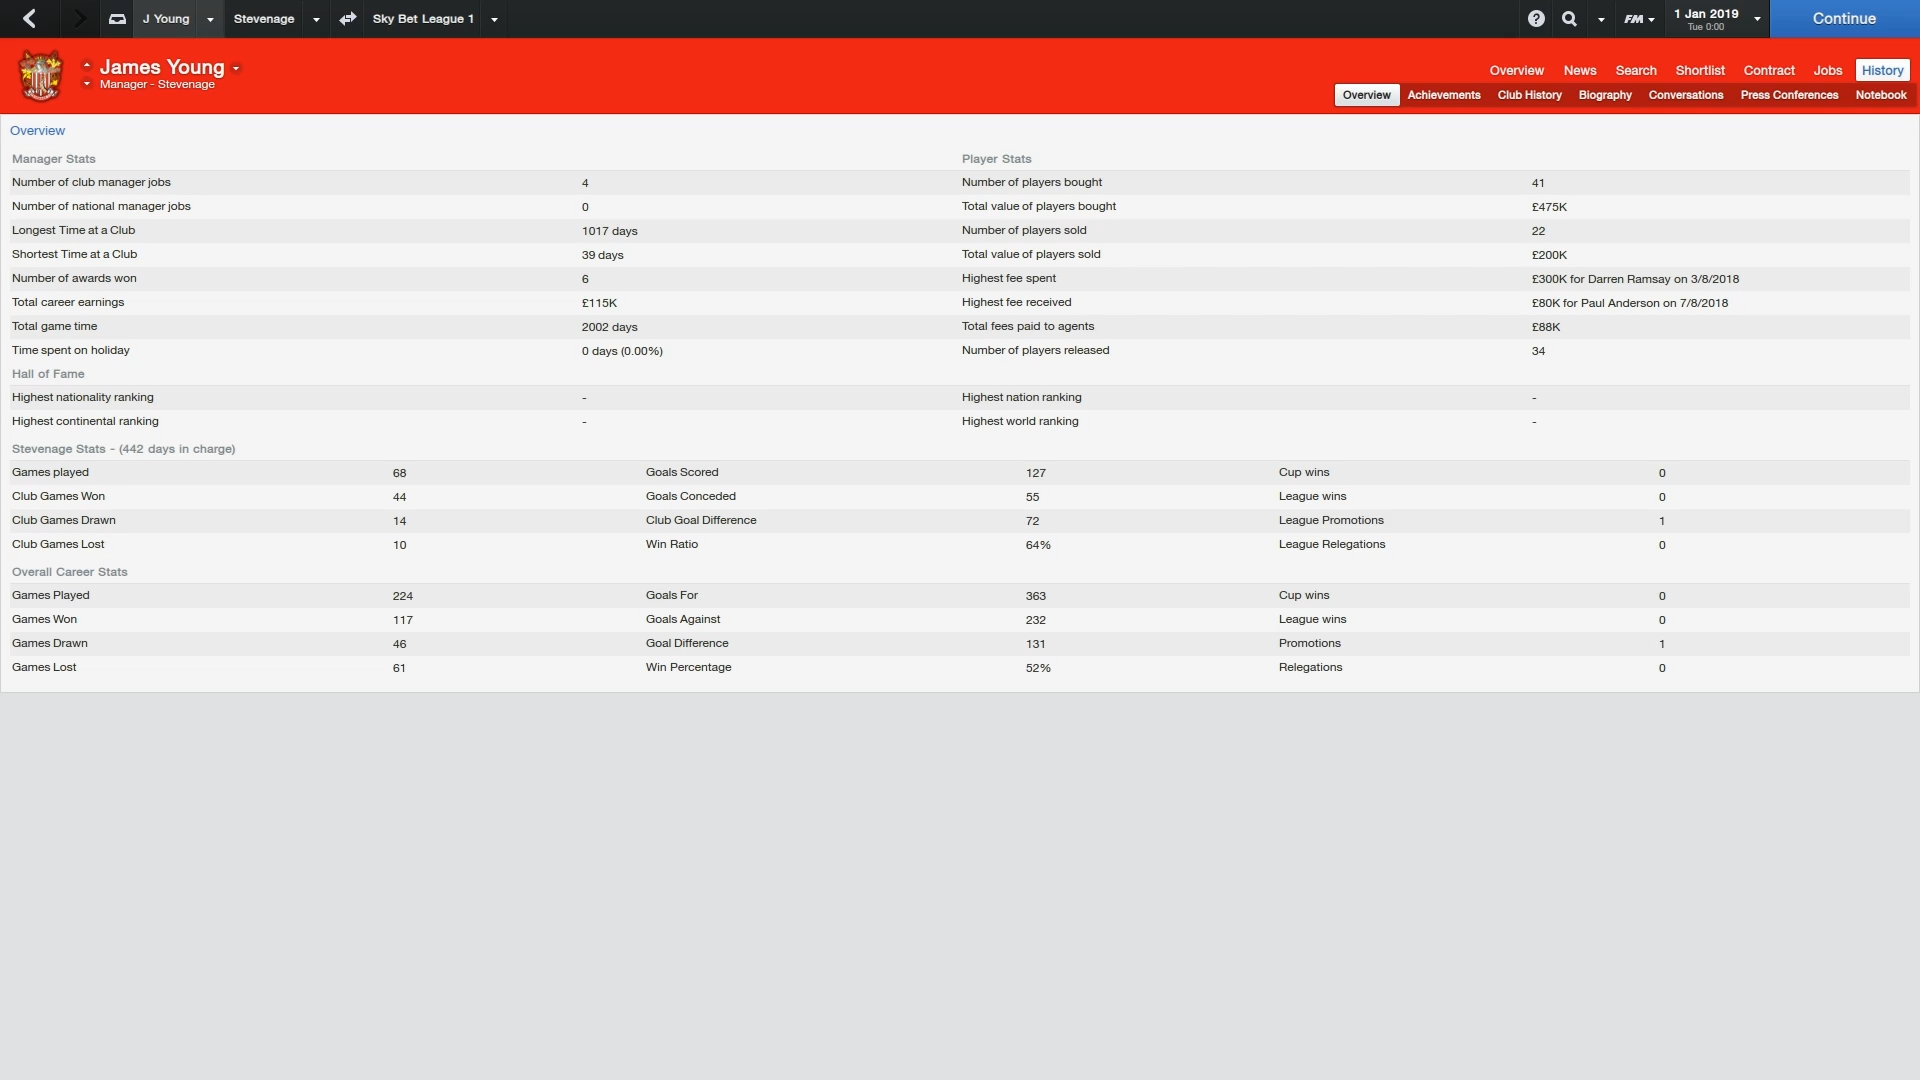 J Young Stevenage Sky Bet League 1 ? FM 1 Jan 2019 Continue
Tue 0:00
James Young
Manager - Stevenage
Overview News Search Shortlist Contract Jobs History
Overview Achievements Club History Biography Conversations Press Conferences Notebook
Overview
Manager Stats Player Stats
Number of club manager jobs 4 Number of players bought 41
Number of national manager jobs 0 Total value of players bought £475K
Longest Time at a Club 1017 days Number of players sold 22
Shortest Time at a Club 39 days Total value of players sold £200K
Number of awards won 6 Highest fee spent £300K for Darren Ramsay on 3/8/2018
Total career earnings £115K Highest fee received £80K for Paul Anderson on 7/8/2018
Total game time 2002 days Total fees paid to agents £88K
Time spent on holiday 0 days (0.00%) Number of players released 34
Hall of Fame
Highest nationality ranking - Highest nation ranking -
Highest continental ranking - Highest world ranking -
Stevenage Stats - (442 days in charge)
Games played 68 Goals Scored 127 Cup wins 0
Club Games Won 44 Goals Conceded 55 League wins 0
Club Games Drawn 14 Club Goal Difference 72 League Promotions 1
Club Games Lost 10 Win Ratio 64% League Relegations 0
Overall Career Stats
Games Played 224 Goals For 363 Cup wins 0
Games Won 117 Goals Against 232 League wins 0
Games Drawn 46 Goal Difference 131 Promotions 1
Games Lost 61 Win Percentage 52% Relegations 0